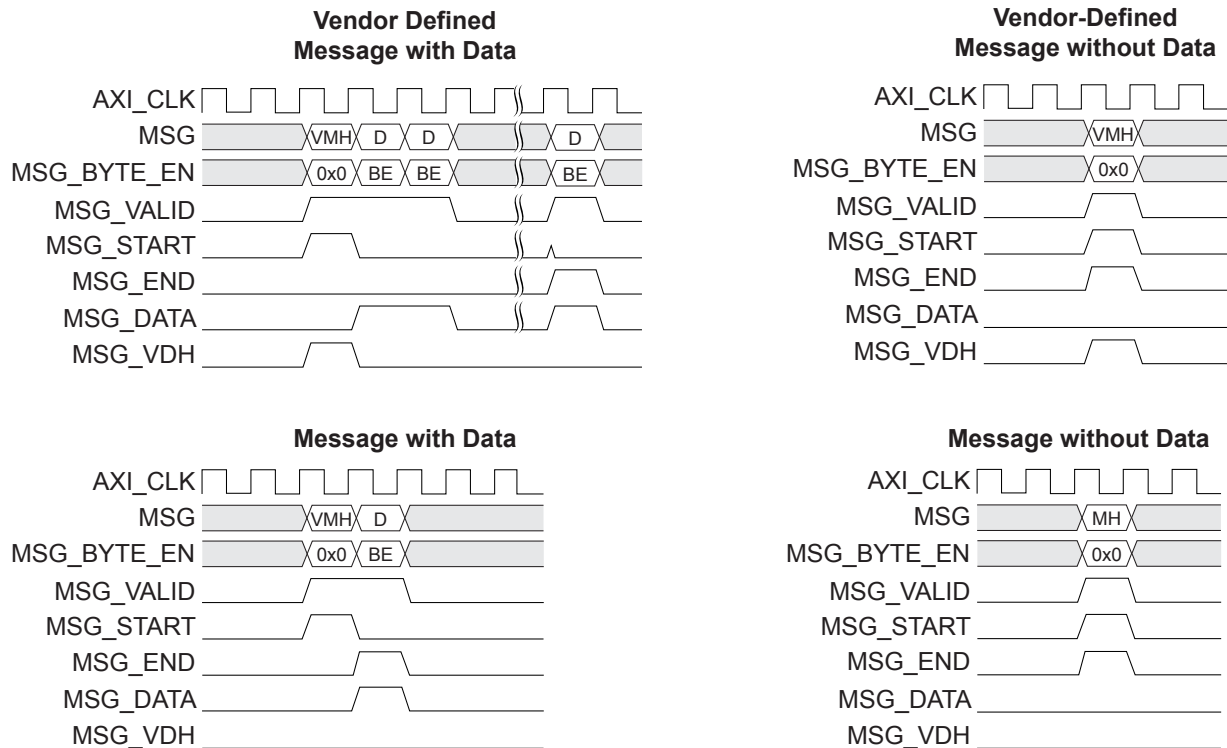 Vendor Defined
Message with Data
AXI_CLK
MSG VMH D D D
MSG_BYTE_EN 0x0 BE BE BE
MSG_VALID
MSG_START
MSG_END
MSG_DATA
MSG_VDH
Vendor-Defined
Message without Data
AXI_CLK
MSG VMH
MSG_BYTE_EN 0x0
MSG_VALID
MSG_START
MSG_END
MSG_DATA
MSG_VDH
Message with Data
AXI_CLK
MSG VMH D
MSG_BYTE_EN 0x0 BE
MSG_VALID
MSG_START
MSG_END
MSG_DATA
MSG_VDH
Message without Data
AXI_CLK
MSG MH
MSG_BYTE_EN 0x0
MSG_VALID
MSG_START
MSG_END
MSG_DATA
MSG_VDH